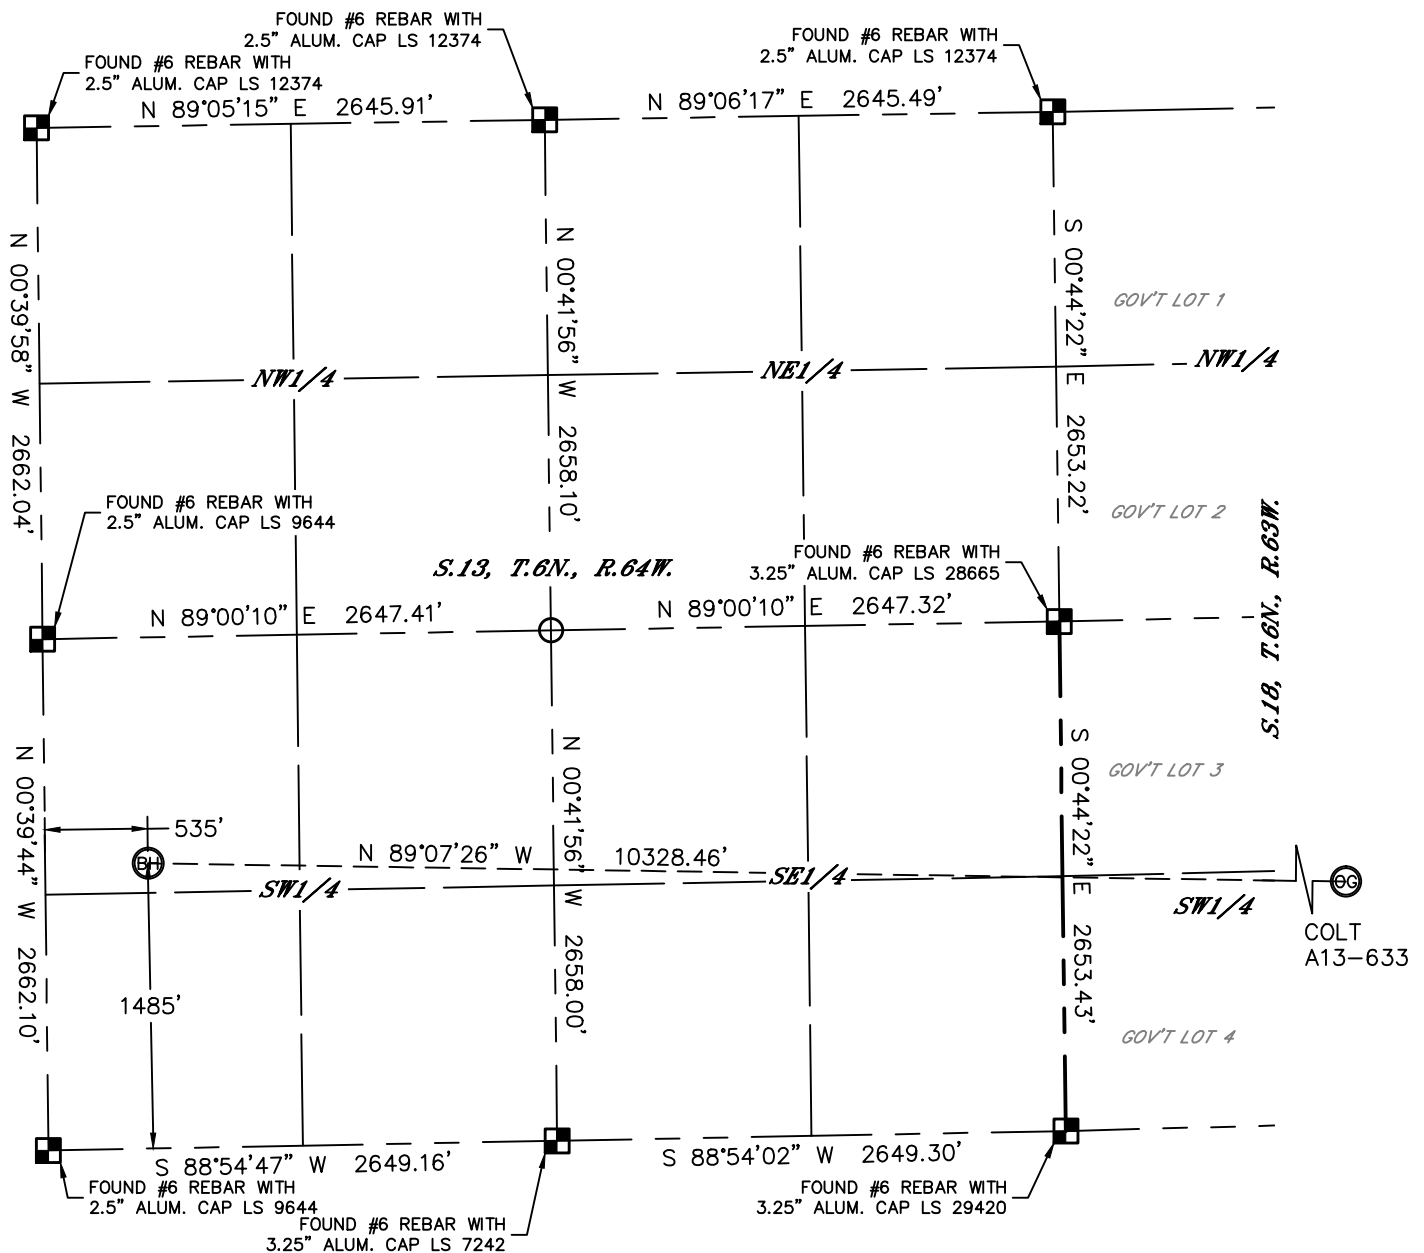 FOUND #6 REBAR WITH
2.5" ALUM. CAP LS 12374
FOUND #6 REBAR WITH
2.5" ALUM. CAP LS 12374
FOUND #6 REBAR WITH
2.5" ALUM. CAP LS 12374
N 89°05'15" E 2645.91'
N 89°06'17" E 2645.49'
N 00°39'58" W 2662.04'
N 00°41'56" W 2658.10'
S 00°44'22" E 2653.22'
GOV'T LOT 1
NW1/4
NE1/4
NW1/4
FOUND #6 REBAR WITH
2.5" ALUM. CAP LS 9644
GOV'T LOT 2
S.13, T.6N., R.64W.
FOUND #6 REBAR WITH
3.25" ALUM. CAP LS 28665
S.18, T.6N., R.63W.
N 89°00'10" E 2647.41'
N 89°00'10" E 2647.32'
N 00°39'44" W 2662.10'
N 00°41'56" W 2658.00'
S 00°44'22" E 2653.43'
GOV'T LOT 3
535'
BH
N 89°07'26" W 10328.46'
SW1/4
SE1/4
SW1/4
OG
COLT
A13-633
1485'
GOV'T LOT 4
S 88°54'47" W 2649.16'
S 88°54'02" W 2649.30'
FOUND #6 REBAR WITH
2.5" ALUM. CAP LS 9644
FOUND #6 REBAR WITH
3.25" ALUM. CAP LS 7242
FOUND #6 REBAR WITH
3.25" ALUM. CAP LS 29420